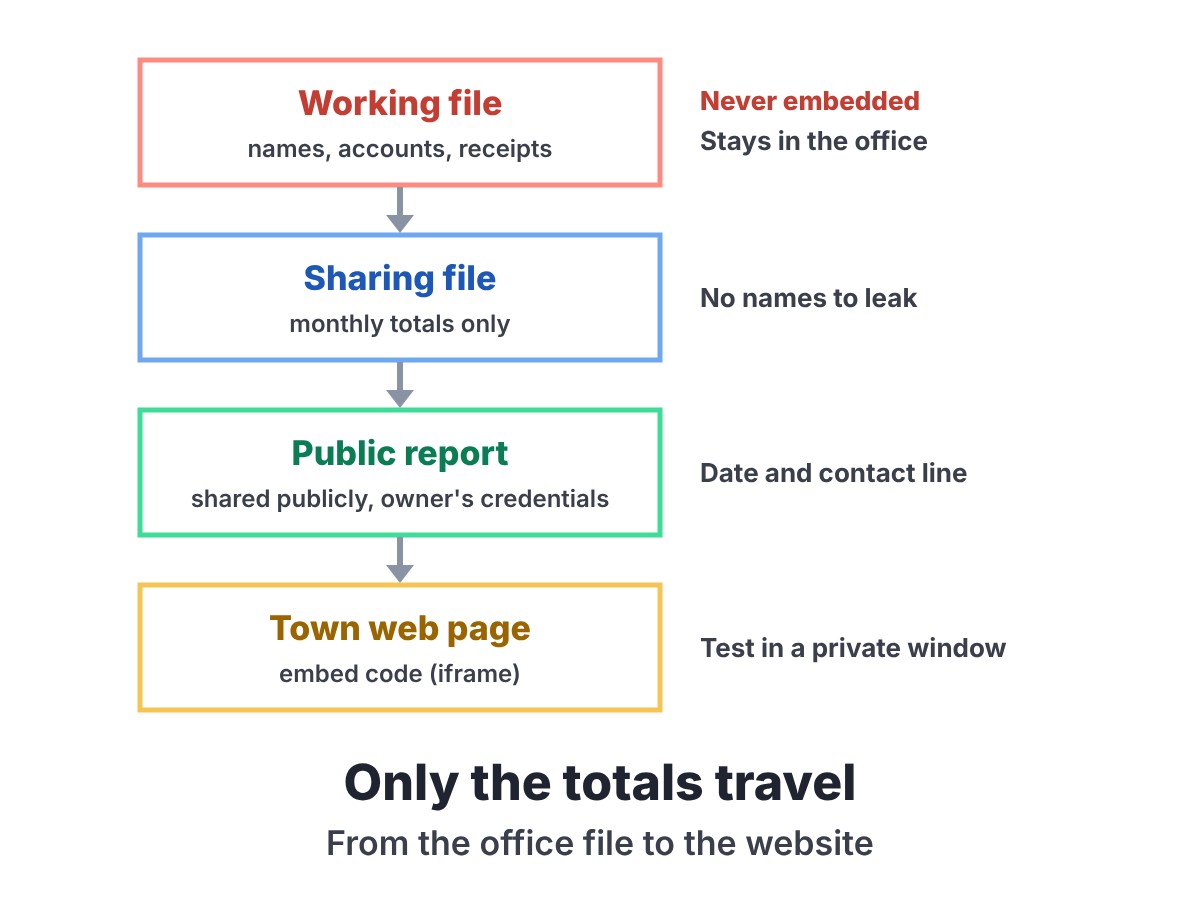 Working file
names, accounts, receipts
Never embedded
Stays in the office
Sharing file
monthly totals only
No names to leak
Public report
shared publicly, owner's credentials
Date and contact line
Town web page
embed code (iframe)
Test in a private window
Only the totals travel
From the office file to the website